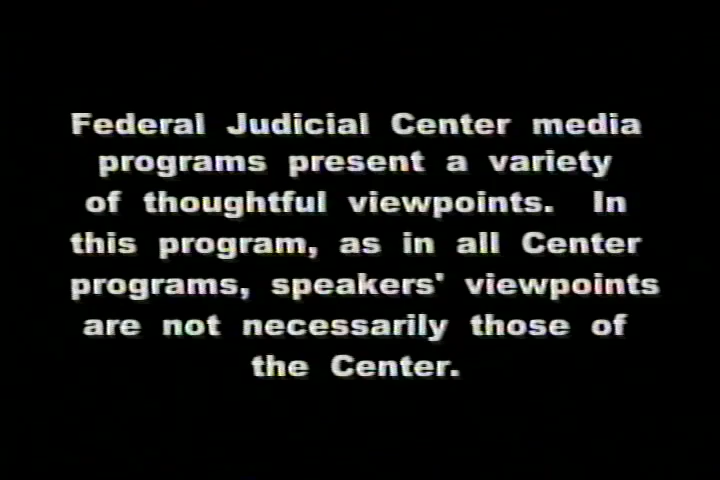 Federal Judicial Center media
programs present a variety
of thoughtful viewpoints. In
this program, as in all Center
programs, speakers' viewpoints
are not necessarily those of
the Center.